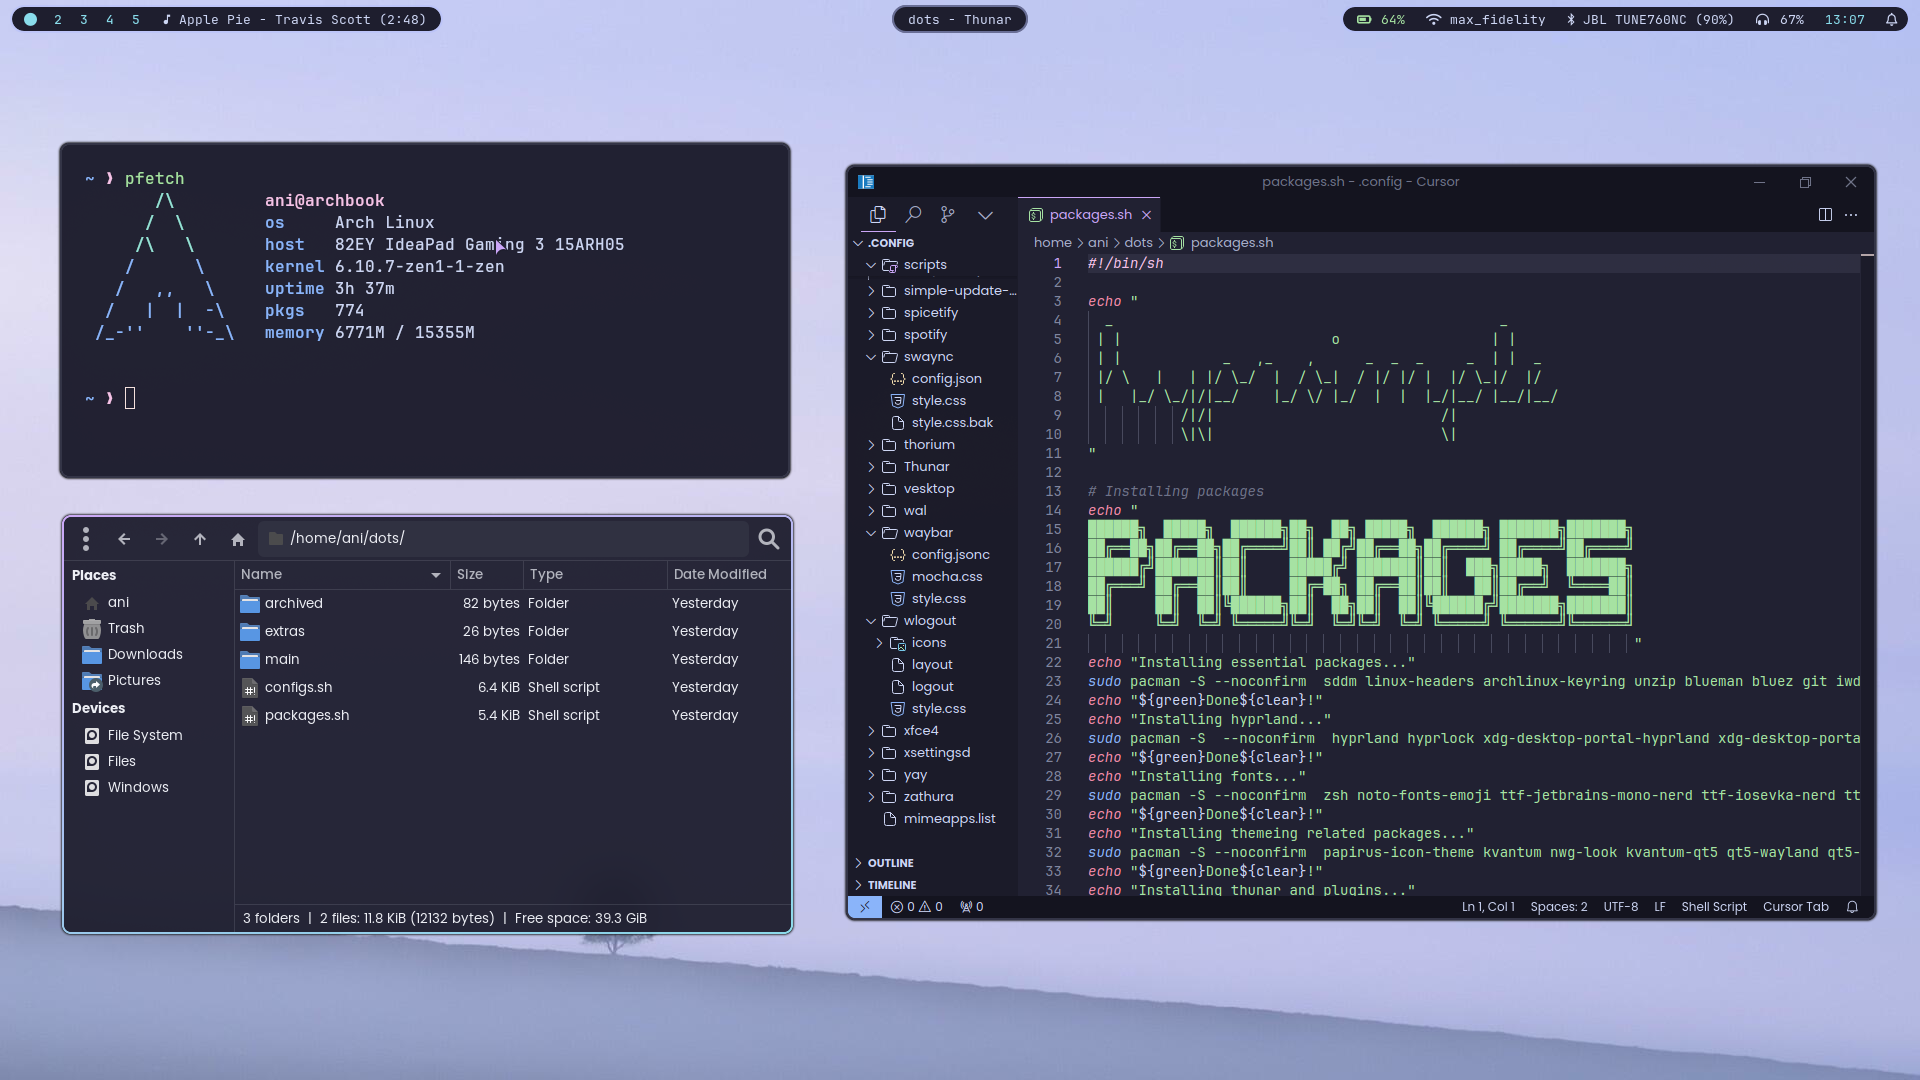 2 3 4 5 Apple Pie - Travis Scott (2:48)
dots - Thunar
64% max_fidelity JBL TUNE760NC (90%) 67% 13:07
~ ❱ pfetch
ani@archbook
os Arch Linux
host 82EY IdeaPad Gaming 3 15ARH05
kernel 6.10.7-zen1-1-zen
uptime 3h 37m
pkgs 774
memory 6771M / 15355M
~ ❱
/home/ani/dots/
Places
ani
Trash
Downloads
Pictures
Devices
File System
Files
Windows
Name Size Type Date Modified
archived 82 bytes Folder Yesterday
extras 26 bytes Folder Yesterday
main 146 bytes Folder Yesterday
configs.sh 6.4 KiB Shell script Yesterday
packages.sh 5.4 KiB Shell script Yesterday
3 folders | 2 files: 11.8 KiB (12132 bytes) | Free space: 39.3 GiB
packages.sh - .config - Cursor
.CONFIG
scripts
simple-update-...
spicetify
spotify
swaync
config.json
style.css
style.css.bak
thorium
Thunar
vesktop
wal
waybar
config.jsonc
mocha.css
style.css
wlogout
icons
layout
logout
style.css
xfce4
xsettingsd
yay
zathura
mimeapps.list
OUTLINE
TIMELINE
packages.sh
home > ani > dots > packages.sh
1 #!/bin/sh
2
3 echo "
4
5
6
7
8
9
10
11 "
12
13 # Installing packages
14 echo "
15
16
17 PACKAGES
18
19
20
21 "
22 echo "Installing essential packages..."
23 sudo pacman -S --noconfirm  sddm linux-headers archlinux-keyring unzip blueman bluez git iwd
24 echo "${green}Done${clear}!"
25 echo "Installing hyprland..."
26 sudo pacman -S  --noconfirm  hyprland hyprlock xdg-desktop-portal-hyprland xdg-desktop-porta
27 echo "${green}Done${clear}!"
28 echo "Installing fonts..."
29 sudo pacman -S --noconfirm  zsh noto-fonts-emoji ttf-jetbrains-mono-nerd ttf-iosevka-nerd tt
30 echo "${green}Done${clear}!"
31 echo "Installing themeing related packages..."
32 sudo pacman -S --noconfirm  papirus-icon-theme kvantum nwg-look kvantum-qt5 qt5-wayland qt5-
33 echo "${green}Done${clear}!"
34 echo "Installing thunar and plugins..."
0 0 0
Ln 1, Col 1 Spaces: 2 UTF-8 LF Shell Script Cursor Tab